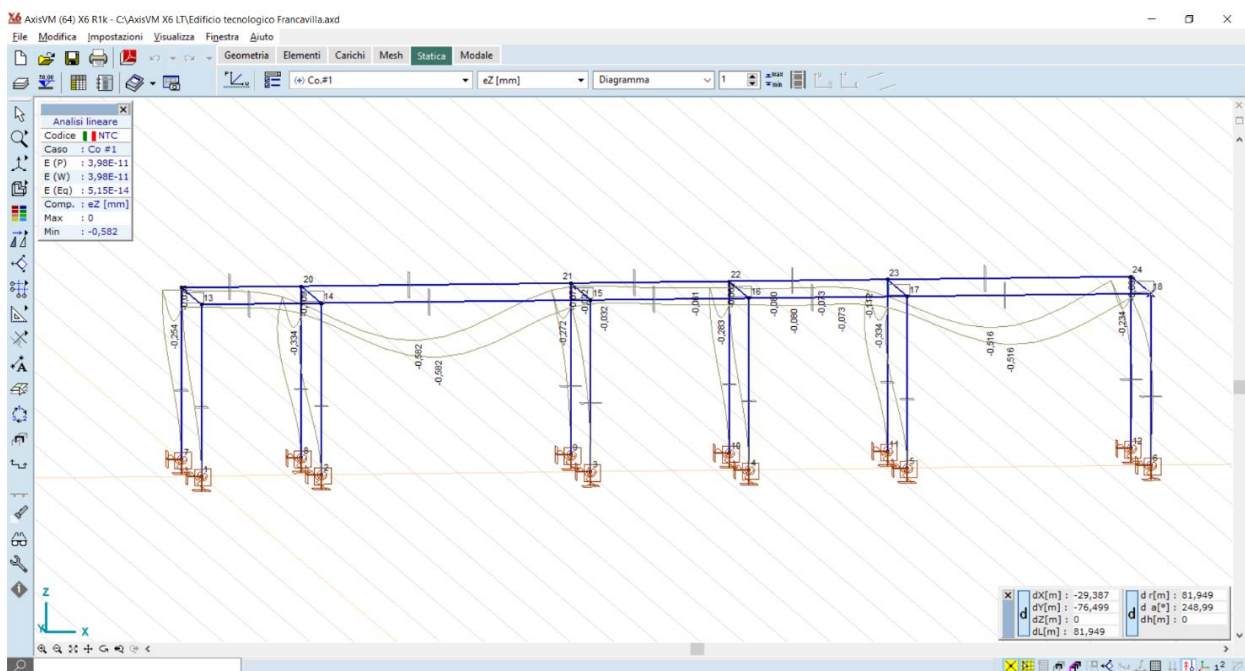 X6 AxisVM (64) X6 R1k - C:\AxisVM X6 LT\Edificio tecnologico Francavilla.axd
File Modifica Impostazioni Visualizza Finestra Aiuto
Geometria Elementi Carichi Mesh Statica Modale
(+) Co.#1 eZ [mm] Diagramma 1
Analisi lineare
Codice NTC
Caso : Co #1
E (P) : 3,98E-11
E (W) : 3,98E-11
E (Eq) : 5,15E-14
Comp. : eZ [mm]
Max : 0
Min : -0,582
20 21 22 23 24
13 14 15 16 17 18
-0,254 -0,334 -0,582 -0,582 -0,272 -0,032 -0,061 -0,283 -0,080 -0,080 -0,073 -0,073 -0,112 -0,334 -0,516 -0,516 -0,234
7 1 8 2 9 3 10 4 11 5 12 6
Z
Y X
dX[m] : -29,387
dY[m] : -76,499
dZ[m] : 0
dL[m] : 81,949
d r[m] : 81,949
d a[°] : 248,99
dh[m] : 0
d d